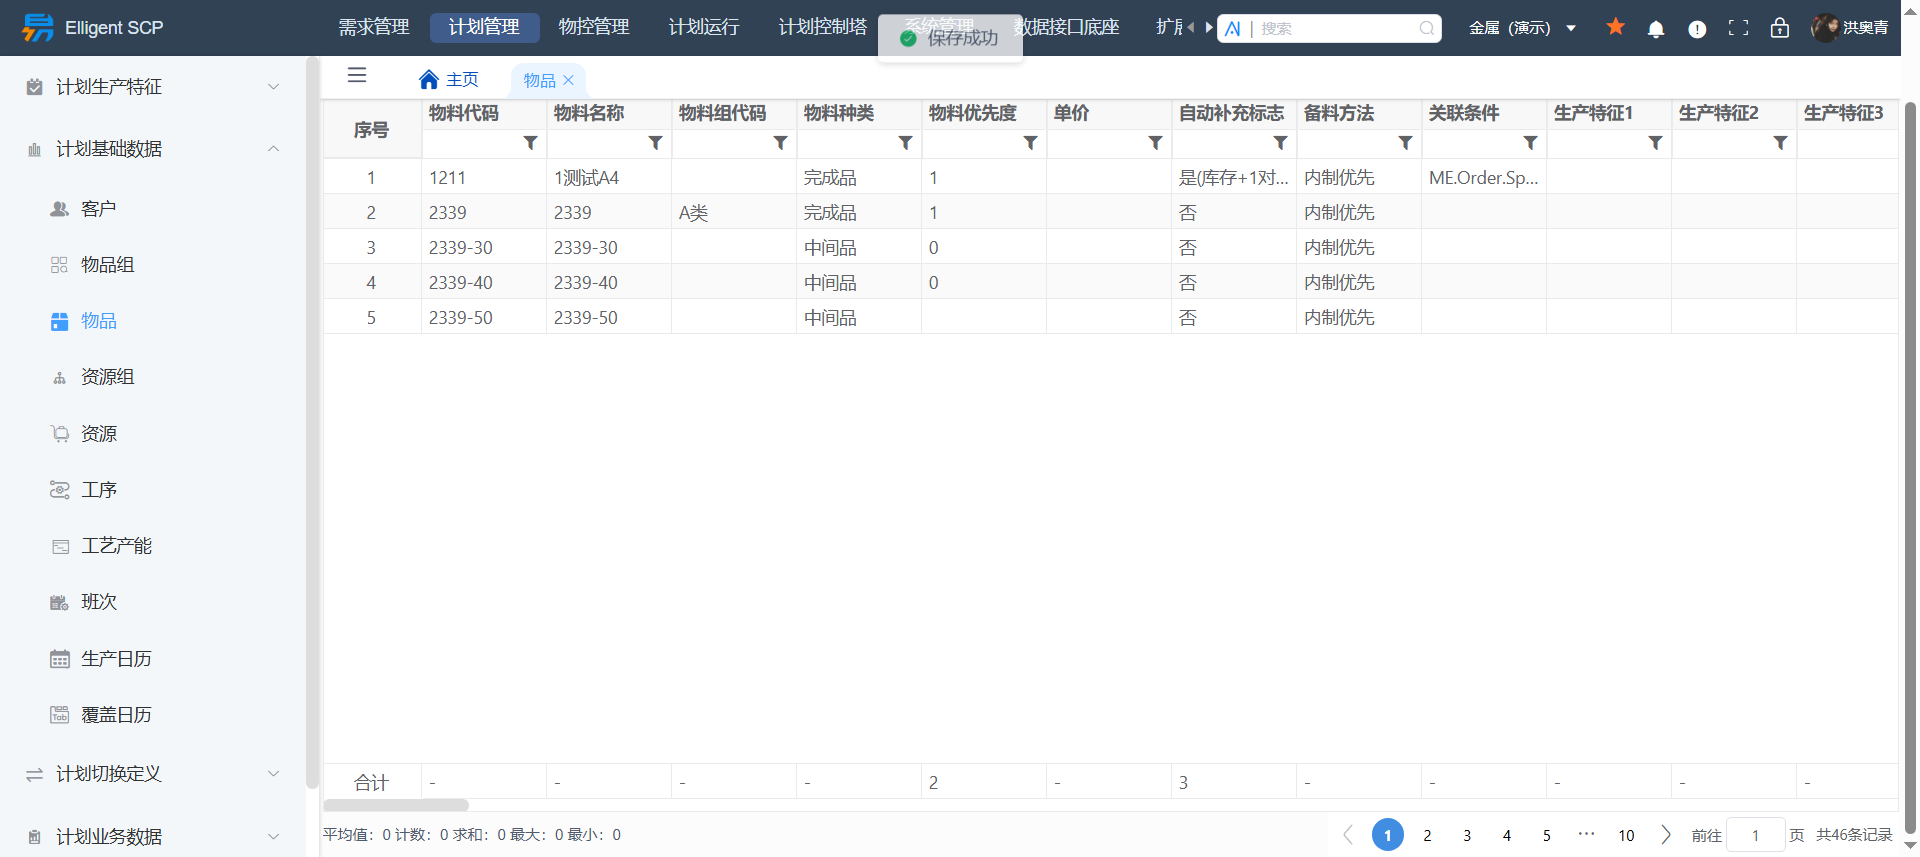 Elligent SCP
需求管理
计划管理
物控管理
计划运行
计划控制塔
系统管理
数据接口底座
搜索
金属（演示）
洪奥青
保存成功
主页
物品
计划生产特征
计划基础数据
客户
物品组
物品
资源组
资源
工序
工艺产能
班次
生产日历
覆盖日历
计划切换定义
计划业务数据
序号 物料代码 物料名称 物料组代码 物料种类 物料优先度 单价 自动补充标志 备料方法 关联条件 生产特征1 生产特征2 生产特征3
1 1211 1测试A4 完成品 1 是(库存+1对... 内制优先 ME.Order.Sp...
2 2339 2339 A类 完成品 1 否 内制优先
3 2339-30 2339-30 中间品 0 否 内制优先
4 2339-40 2339-40 中间品 0 否 内制优先
5 2339-50 2339-50 中间品 否 内制优先
合计 - - - - 2 - 3 - - - - -
平均值：0 计数：0 求和：0 最大：0 最小：0
1 2 3 4 5 ··· 10 前往 1 页 共46条记录